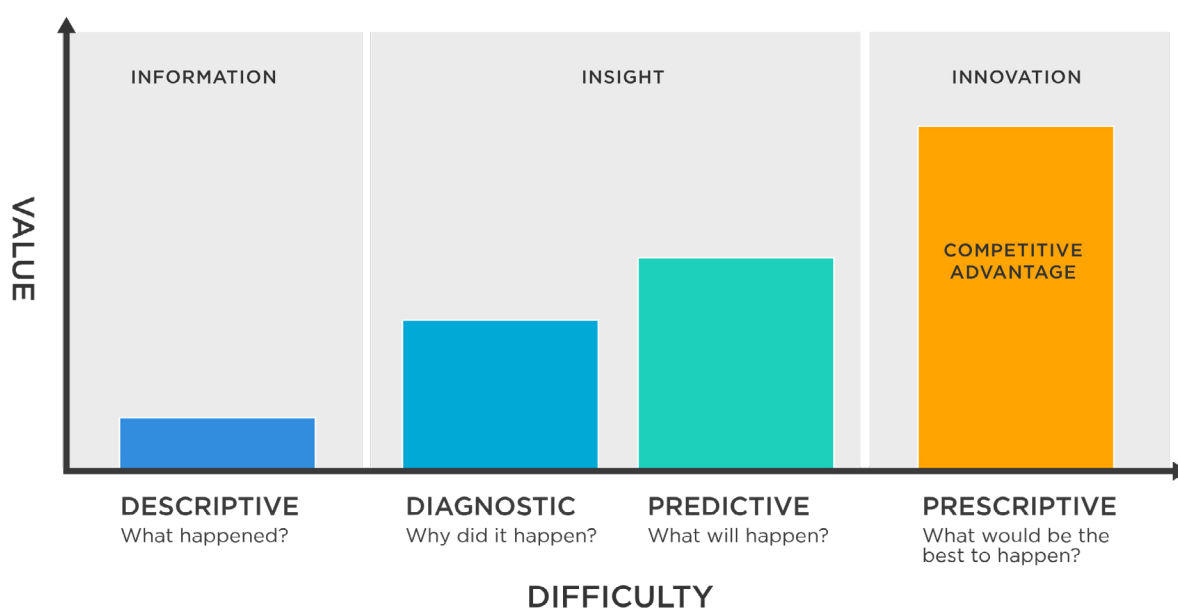 INFORMATION
INSIGHT
INNOVATION
VALUE
COMPETITIVE
ADVANTAGE
DESCRIPTIVE
What happened?
DIAGNOSTIC
Why did it happen?
PREDICTIVE
What will happen?
PRESCRIPTIVE
What would be the
best to happen?
DIFFICULTY